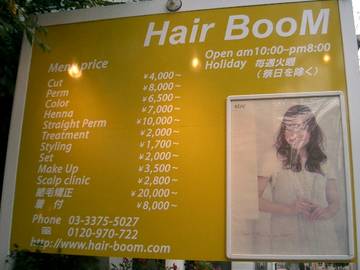 Hair BooM
Open am10:00~pm8:00
Holiday 毎週火曜
(祭日を除く)
Menu price
Cut ¥4,000~
Perm ¥8,000~
Color ¥6,500~
Henna ¥7,000~
Straight Perm ¥10,000~
Treatment ¥2,000~
Styling ¥1,700~
Set ¥2,000~
Make Up ¥3,500~
Scalp clinic ¥2,800~
縮毛矯正 ¥20,000~
着付 ¥8,000~
Phone 03-3375-5027
0120-970-722
http://www.hair-boom.com